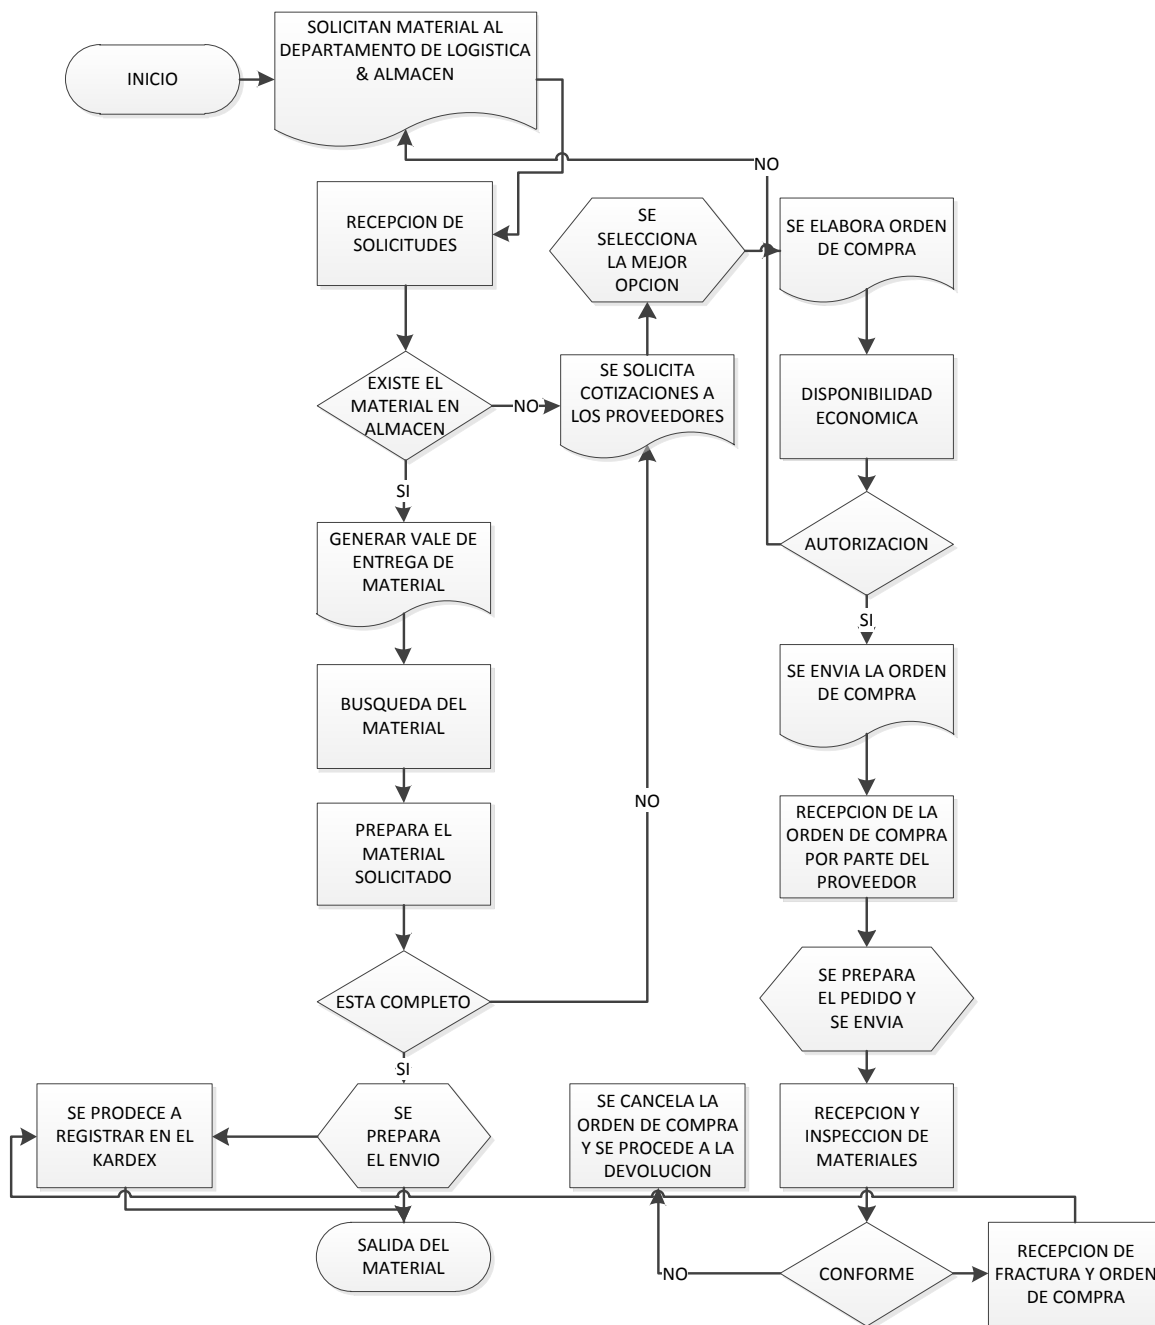 INICIO
SOLICITAN MATERIAL AL
DEPARTAMENTO DE LOGISTICA
& ALMACEN
RECEPCION DE
SOLICITUDES
EXISTE EL
MATERIAL EN
ALMACEN
NO
SI
GENERAR VALE DE
ENTREGA DE
MATERIAL
BUSQUEDA DEL
MATERIAL
PREPARA EL
MATERIAL
SOLICITADO
ESTA COMPLETO
NO
SI
SE
PREPARA
EL ENVIO
SE PRODECE A
REGISTRAR EN EL
KARDEX
SALIDA DEL
MATERIAL
SE SOLICITA
COTIZACIONES A
LOS PROVEEDORES
SE
SELECCIONA
LA MEJOR
OPCION
SE ELABORA ORDEN
DE COMPRA
DISPONIBILIDAD
ECONOMICA
AUTORIZACION
NO
SI
SE ENVIA LA ORDEN
DE COMPRA
RECEPCION DE LA
ORDEN DE COMPRA
POR PARTE DEL
PROVEEDOR
SE PREPARA
EL PEDIDO Y
SE ENVIA
RECEPCION Y
INSPECCION DE
MATERIALES
CONFORME
NO
SE CANCELA LA
ORDEN DE COMPRA
Y SE PROCEDE A LA
DEVOLUCION
RECEPCION DE
FRACTURA Y ORDEN
DE COMPRA